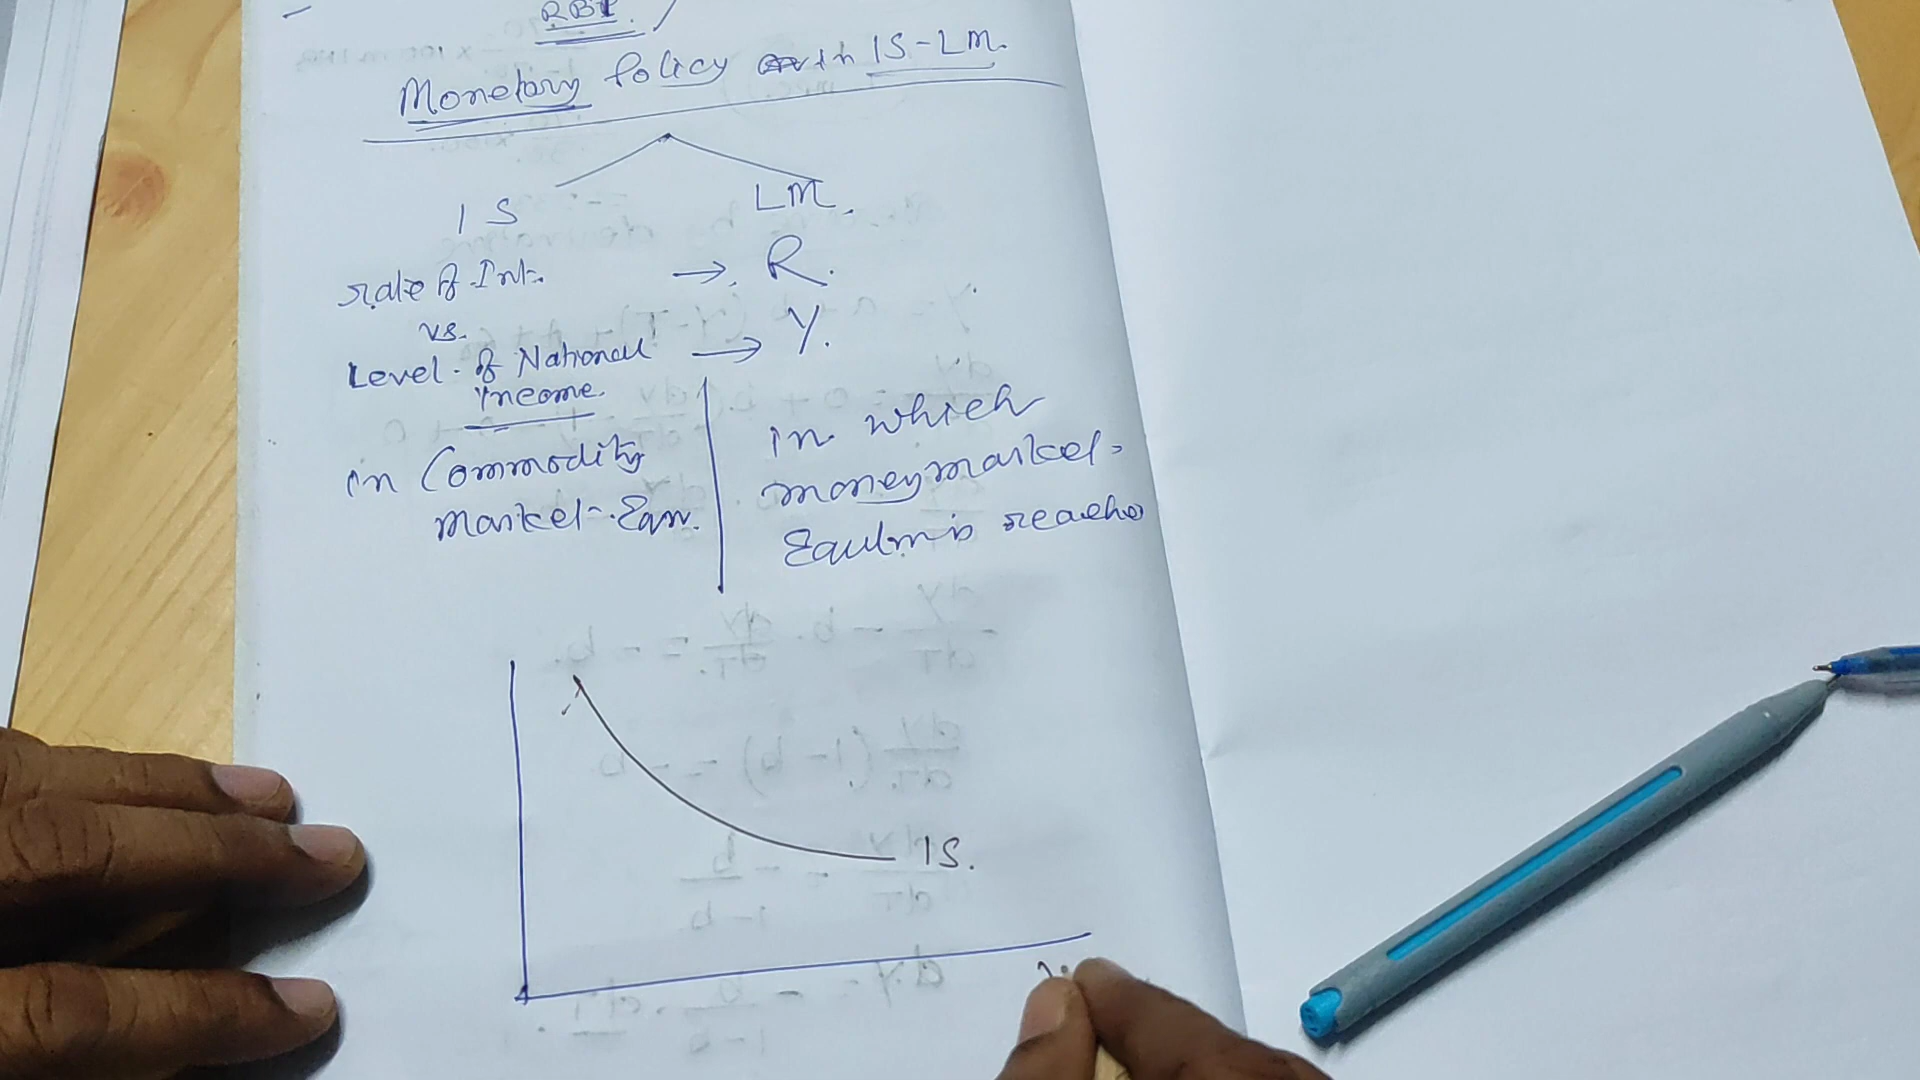 RBI.
Monetary Policy with IS-LM.
IS
LM.
rate of Int.
→ R.
vs.
Level of National
→ Y.
Income.
in Commodity
Market Eqm.
in which
money market
Equlm is reache
IS.